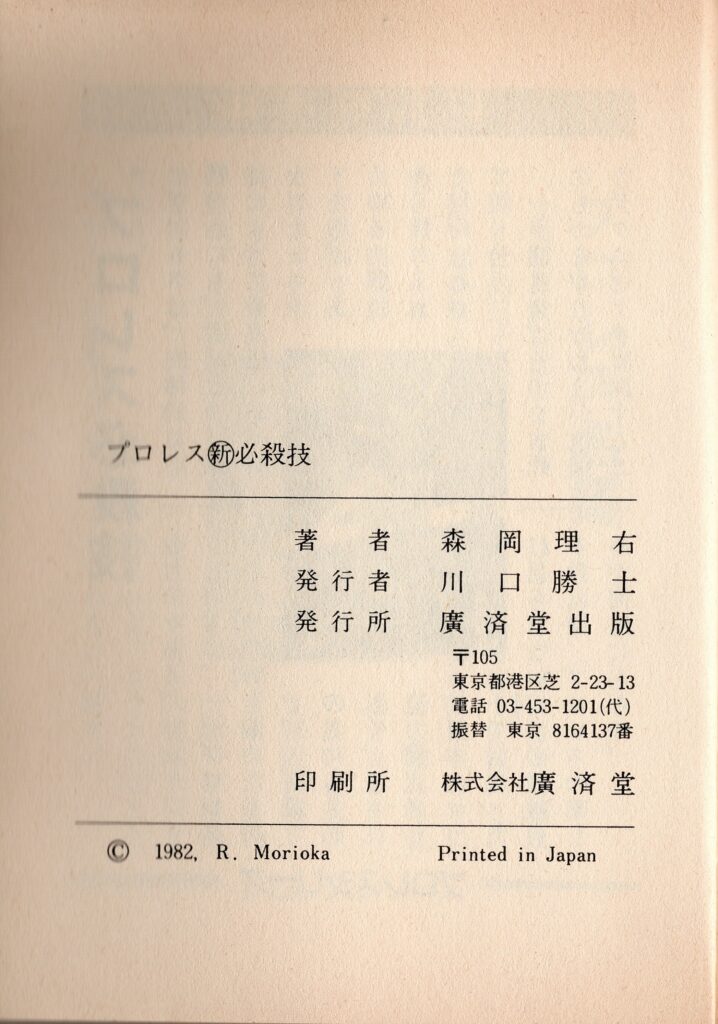 プロレス㊟新必殺技
著者 森岡理右
発行者 川口勝士
発行所 廣済堂出版
〒105
東京都港区芝 2-23-13
電話 03-453-1201(代)
振替 東京 8164137番
印刷所 株式会社廣済堂
© 1982, R. Morioka Printed in Japan